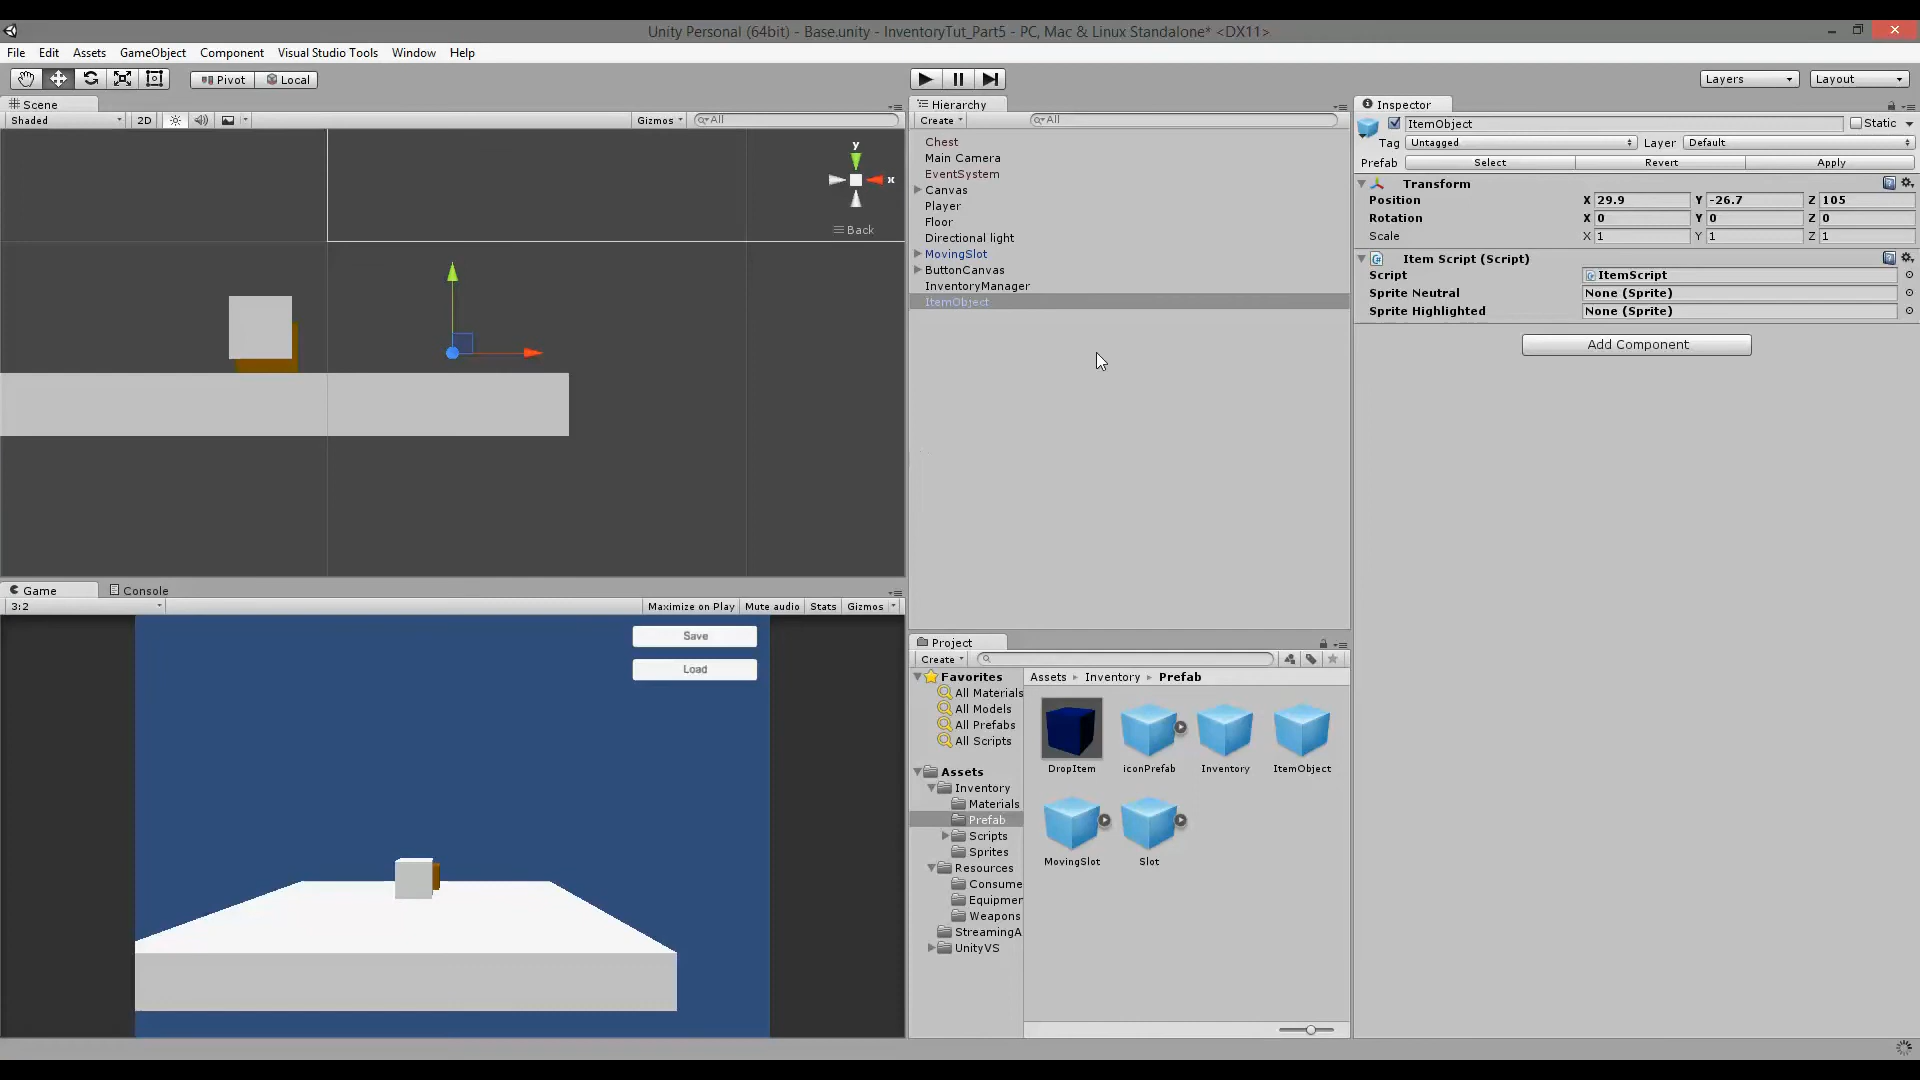 Unity Personal (64bit) - Base.unity - InventoryTut_Part5 - PC, Mac & Linux Standalone* <DX11>
File Edit Assets GameObject Component Visual Studio Tools Window Help
Pivot Local
Layers Layout
Scene
Shaded 2D Gizmos All
y
x
Back
Hierarchy
Create All
Chest
Main Camera
EventSystem
Canvas
Player
Floor
Directional light
MovingSlot
ButtonCanvas
InventoryManager
ItemObject
Inspector
ItemObject Static
Tag Untagged Layer Default
Prefab Select Revert Apply
Transform
Position X 29.9 Y -26.7 Z 105
Rotation X 0 Y 0 Z 0
Scale X 1 Y 1 Z 1
Item Script (Script)
Script ItemScript
Sprite Neutral None (Sprite)
Sprite Highlighted None (Sprite)
Add Component
Game Console
3:2 Maximize on Play Mute audio Stats Gizmos
Save
Load
Project
Create
Favorites
All Materials
All Models
All Prefabs
All Scripts
Assets
Inventory
Materials
Prefab
Scripts
Sprites
Resources
Consume
Equipmer
Weapons
StreamingA
UnityVS
Assets Inventory Prefab
DropItem iconPrefab Inventory ItemObject
MovingSlot Slot